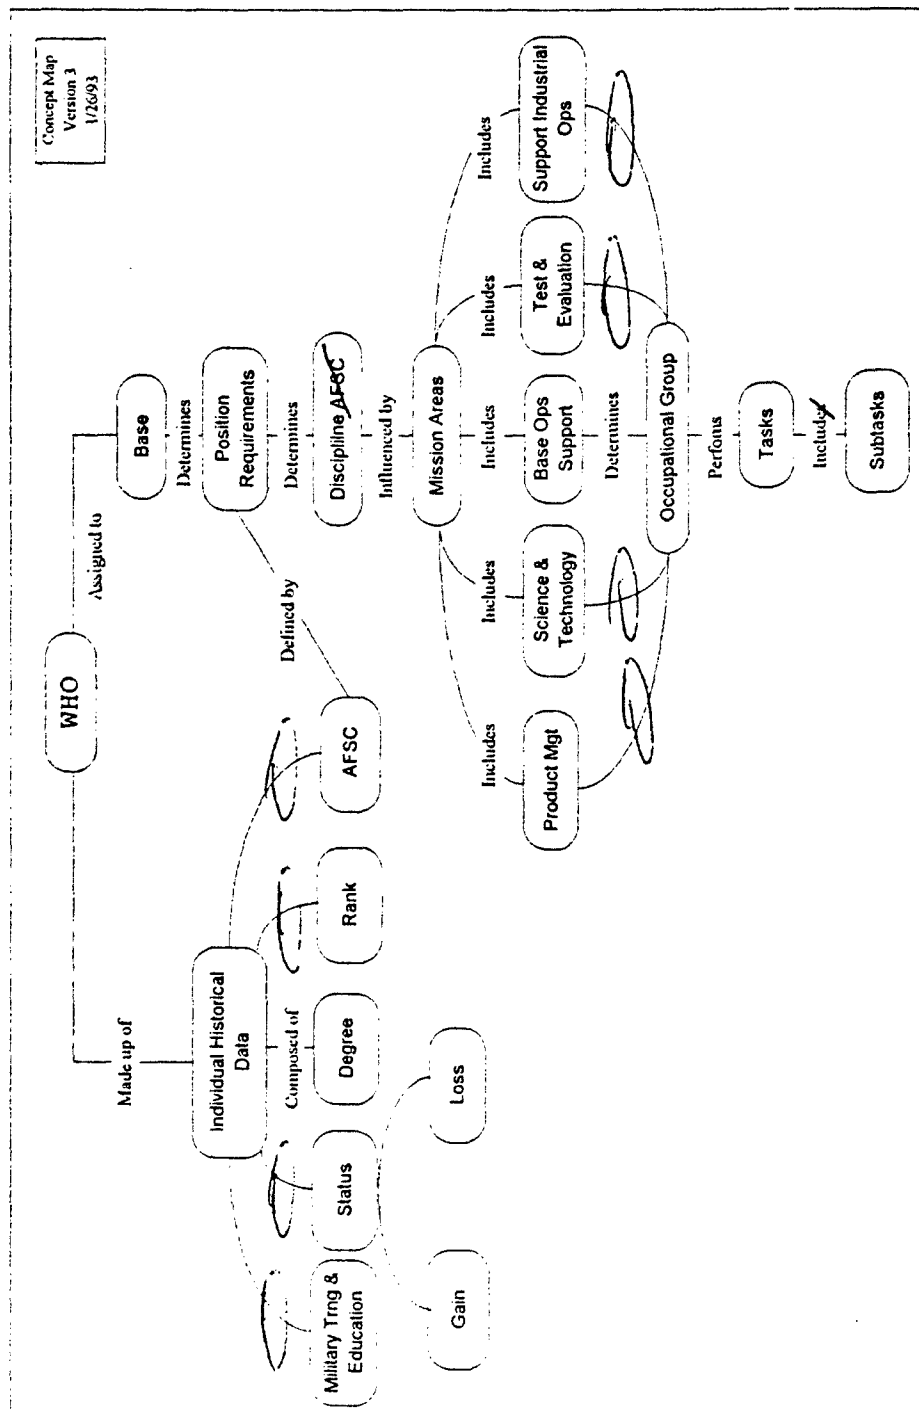 Concept Map
Version 3
1/26/93
WHO
Made up of
Assigned to
Individual Historical
Data
Base
Determines
Position
Requirements
Composed of
Defined by
Determines
Military Trng &
Education
Status
Degree
Rank
AFSC
Discipline AFSC
Influenced by
Gain
Loss
Mission Areas
Includes
Includes
Includes
Includes
Includes
Product Mgt
Science &
Technology
Base Ops
Support
Test &
Evaluation
Support Industrial
Ops
Determines
Occupational Group
Perfoms
Tasks
Includes
Subtasks